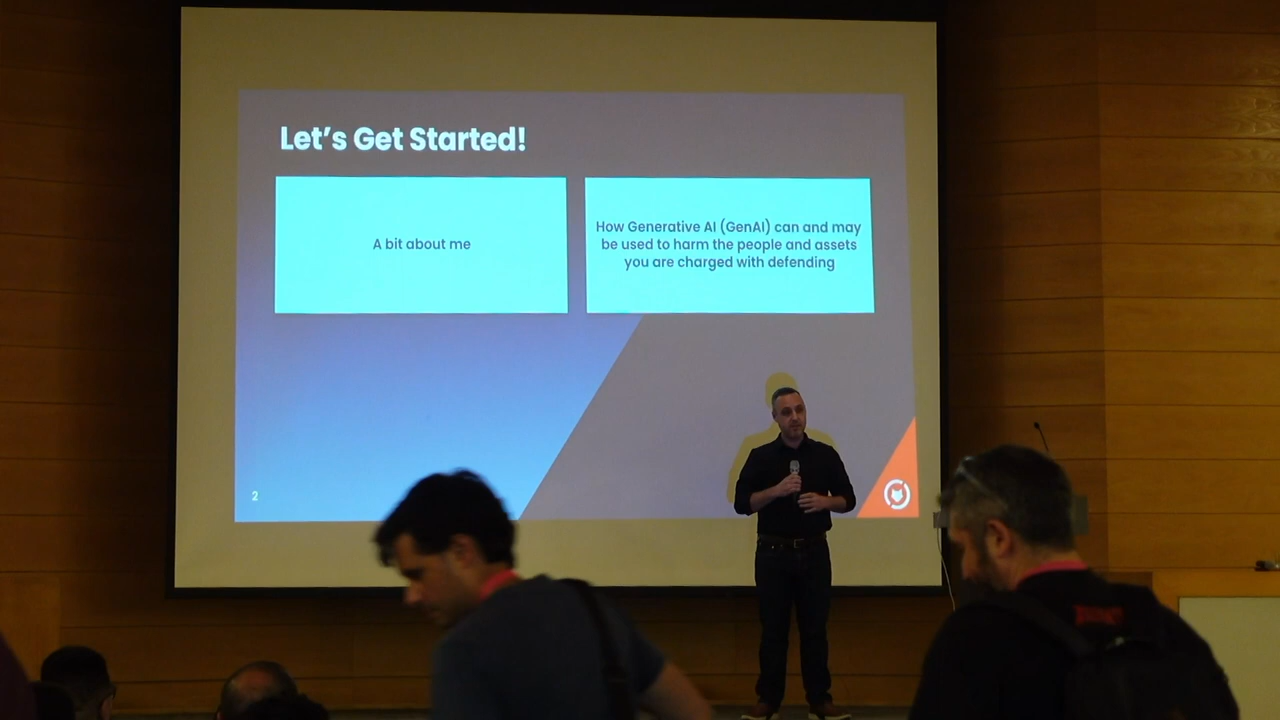 Let's Get Started!
A bit about me
How Generative AI (GenAI) can and may
be used to harm the people and assets
you are charged with defending
2